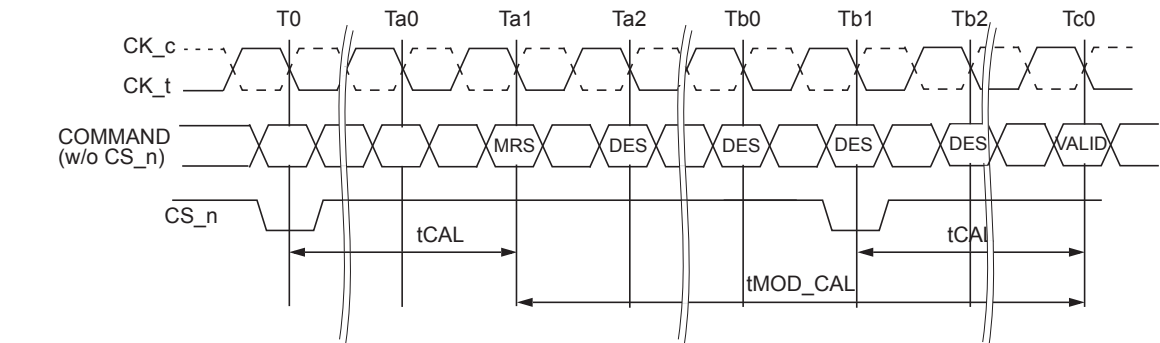 T0 Ta0 Ta1 Ta2 Tb0 Tb1 Tb2 Tc0
CK_c
CK_t
COMMAND
(w/o CS_n)
MRS DES DES DES DES VALID
CS_n
tCAL tCAL
tMOD_CAL